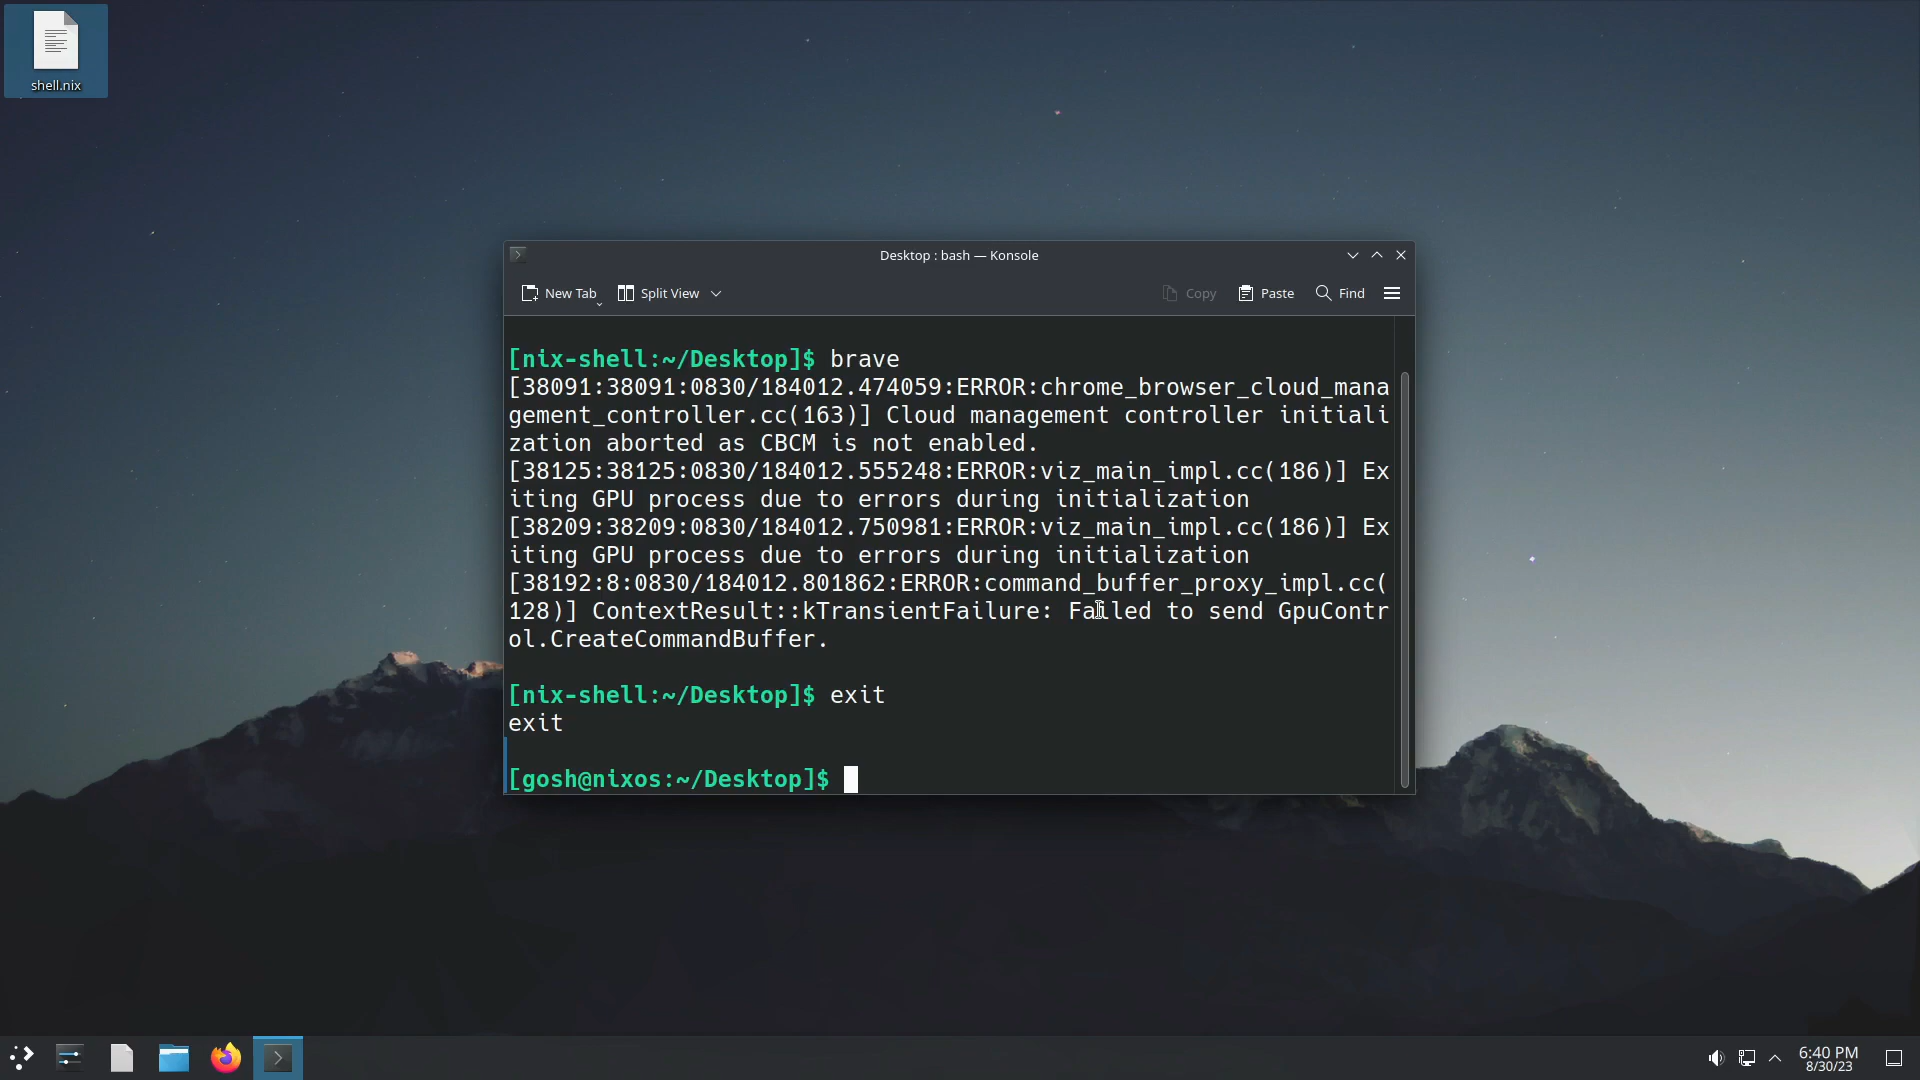 shell.nix
Desktop : bash — Konsole
New Tab
Split View
Copy
Paste
Find
[nix-shell:~/Desktop]$ brave
[38091:38091:0830/184012.474059:ERROR:chrome_browser_cloud_mana
gement_controller.cc(163)] Cloud management controller initiali
zation aborted as CBCM is not enabled.
[38125:38125:0830/184012.555248:ERROR:viz_main_impl.cc(186)] Ex
iting GPU process due to errors during initialization
[38209:38209:0830/184012.750981:ERROR:viz_main_impl.cc(186)] Ex
iting GPU process due to errors during initialization
[38192:8:0830/184012.801862:ERROR:command_buffer_proxy_impl.cc(
128)] ContextResult::kTransientFailure: Failed to send GpuContr
ol.CreateCommandBuffer.
[nix-shell:~/Desktop]$ exit
exit
[gosh@nixos:~/Desktop]$
6:40 PM
8/30/23